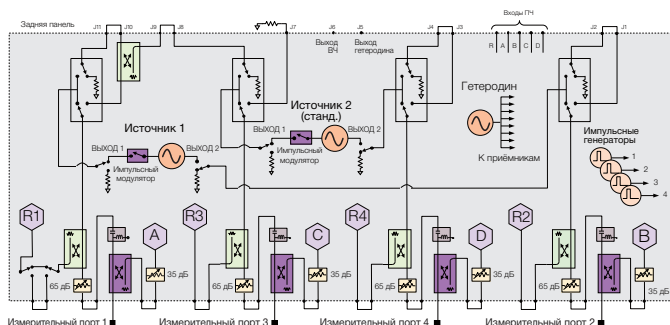 Задняя панель
J11 J10 J9 J8 J7 J6 J5 J4 J3 J2 J1
Входы ПЧ
R A B C D
Выход ВЧ
Выход гетеродина
Источник 1
ВЫХОД 1
ВЫХОД 2
Импульсный модулятор
Источник 2 (станд.)
ВЫХОД 1
ВЫХОД 2
Импульсный модулятор
Гетеродин
К приёмникам
Импульсные генераторы
1
2
3
4
R1 A R3 C R4 D R2 B
65 дБ 35 дБ 65 дБ 35 дБ 65 дБ 35 дБ 65 дБ 35 дБ
Измерительный порт 1 Измерительный порт 3 Измерительный порт 4 Измерительный порт 2